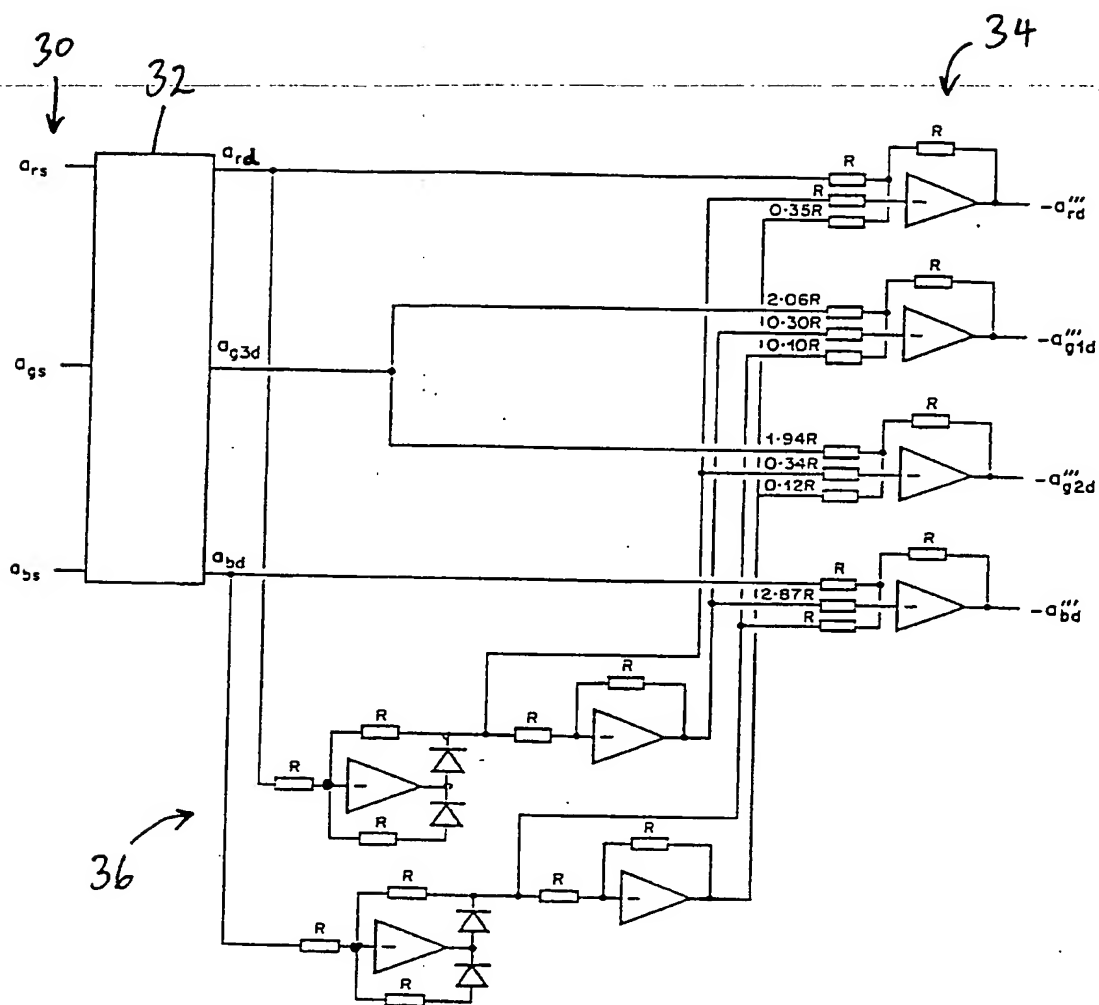 30
34
32
a_rs
a_rd
R
R
R
0·35R
-a'''_rd
R
2·06R
0·30R
0·10R
-a'''_g1d
a_gs
a_g3d
R
1·94R
0·34R
0·12R
-a'''_g2d
a_bs
a_bd
R
R
2·87R
R
-a'''_bd
R
R
R
R
R
36
R
R
R
R
R